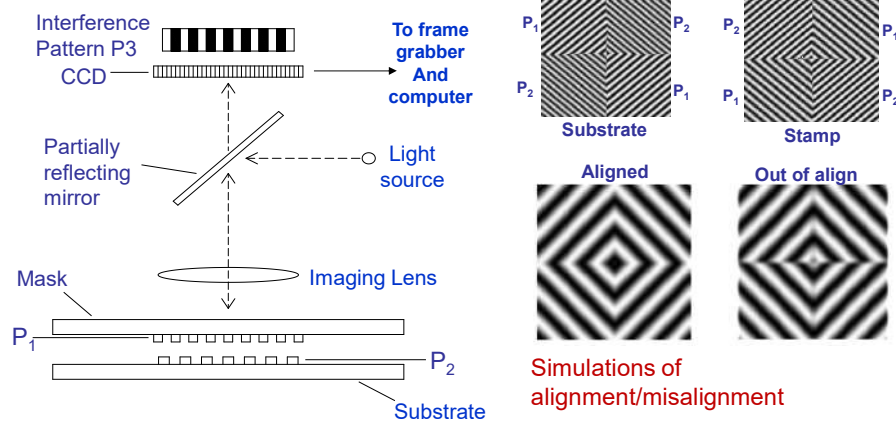 Interference
Pattern P3
CCD
To frame
grabber
And
computer
Partially
reflecting
mirror
Light
source
Imaging Lens
Mask
P₁
P₂
Substrate
P₁
P₂
P₂
P₁
Substrate
P₂
P₁
P₁
P₂
Stamp
Aligned
Out of align
Simulations of
alignment/misalignment